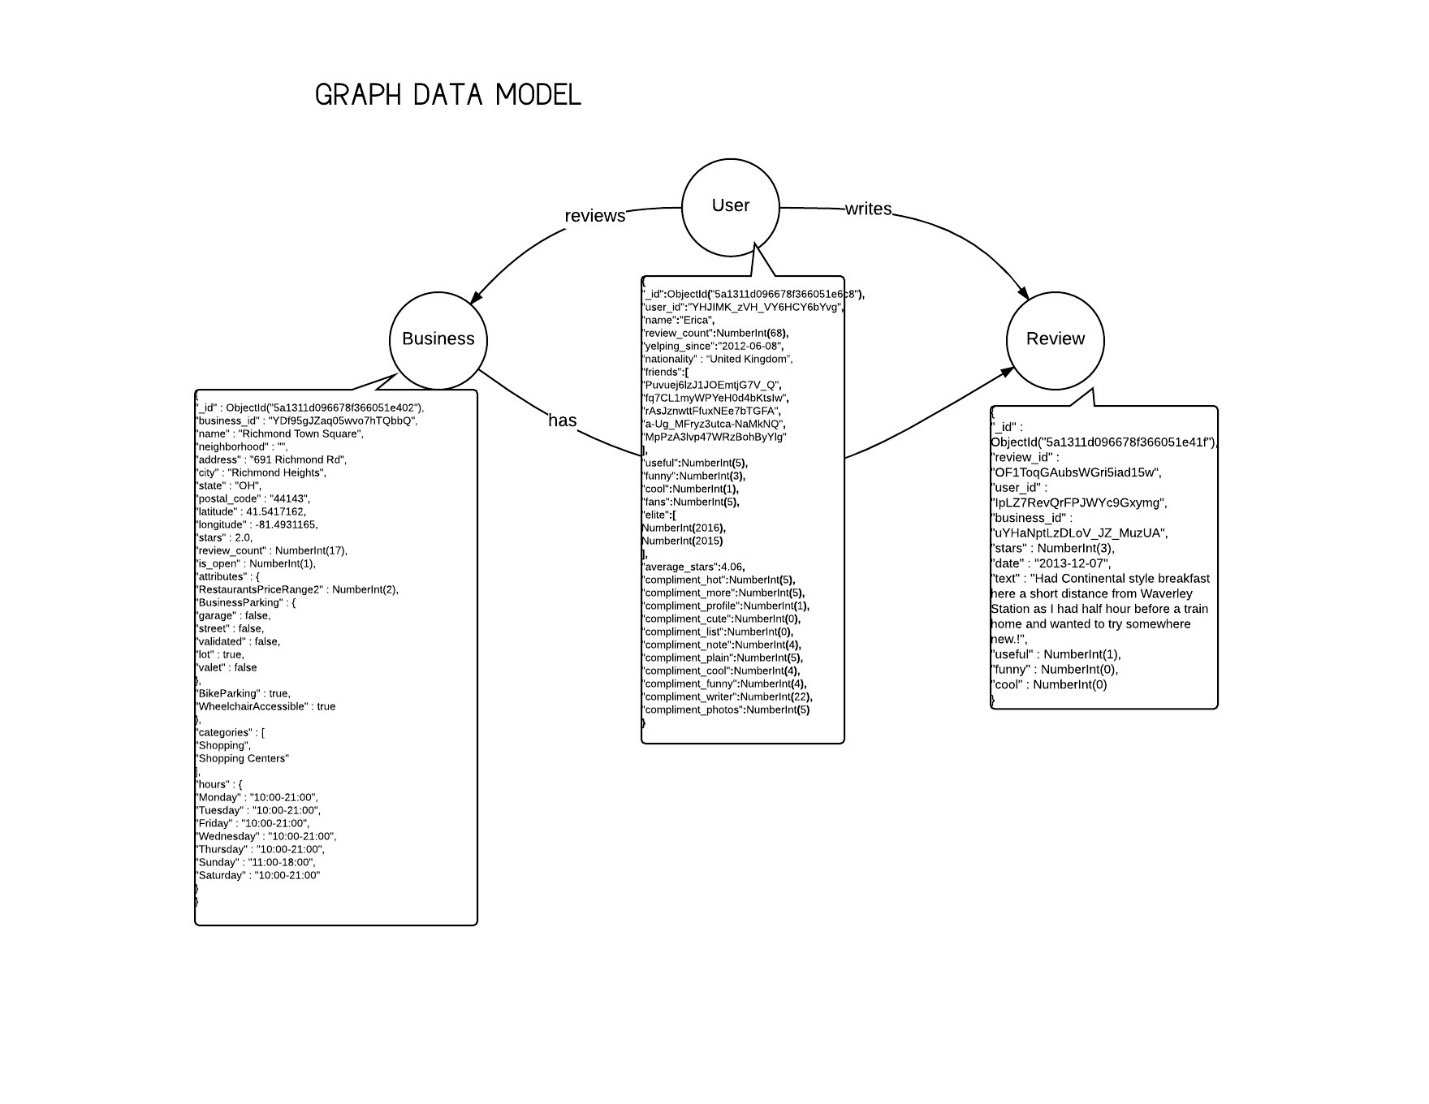 GRAPH DATA MODEL
User
reviews
writes
Business
Review
has
{
"_id":ObjectId("5a1311d096678f366051e6c8"),
"user_id":"YHJIMK_zVH_VY6HCY6bYvg",
"name":"Erica",
"review_count":NumberInt(68),
"yelping_since":"2012-06-08",
"nationality" : "United Kingdom",
"friends":[
"Puvuej6lzJ1JOEmtjG7V_Q",
"fq7CL1myWPYeH0d4bKtsIw",
"rAsJznwttFfuxNEe7bTGFA",
"a-Ug_MFryz3utca-NaMkNQ",
"MpPzA3lvp47WRzBohByYlg"
],
"useful":NumberInt(5),
"funny":NumberInt(3),
"cool":NumberInt(1),
"fans":NumberInt(5),
"elite":[
NumberInt(2016),
NumberInt(2015)
],
"average_stars":4.06,
"compliment_hot":NumberInt(5),
"compliment_more":NumberInt(5),
"compliment_profile":NumberInt(1),
"compliment_cute":NumberInt(0),
"compliment_list":NumberInt(0),
"compliment_note":NumberInt(4),
"compliment_plain":NumberInt(5),
"compliment_cool":NumberInt(4),
"compliment_funny":NumberInt(4),
"compliment_writer":NumberInt(22),
"compliment_photos":NumberInt(5)
}
{
"_id" : ObjectId("5a1311d096678f366051e402"),
"business_id" : "YDf95gJZaq05wvo7hTQbbQ",
"name" : "Richmond Town Square",
"neighborhood" : "",
"address" : "691 Richmond Rd",
"city" : "Richmond Heights",
"state" : "OH",
"postal_code" : "44143",
"latitude" : 41.5417162,
"longitude" : -81.4931165,
"stars" : 2.0,
"review_count" : NumberInt(17),
"is_open" : NumberInt(1),
"attributes" : {
"RestaurantsPriceRange2" : NumberInt(2),
"BusinessParking" : {
"garage" : false,
"street" : false,
"validated" : false,
"lot" : true,
"valet" : false
},
"BikeParking" : true,
"WheelchairAccessible" : true
},
"categories" : [
"Shopping",
"Shopping Centers"
],
"hours" : {
"Monday" : "10:00-21:00",
"Tuesday" : "10:00-21:00",
"Friday" : "10:00-21:00",
"Wednesday" : "10:00-21:00",
"Thursday" : "10:00-21:00",
"Sunday" : "11:00-18:00",
"Saturday" : "10:00-21:00"
}
}
{
"_id" :
ObjectId("5a1311d096678f366051e41f"),
"review_id" :
"OF1ToqGAubsWGri5iad15w",
"user_id" :
"IpLZ7RevQrFPJWYc9Gxymg",
"business_id" :
"uYHaNptLzDLoV_JZ_MuzUA",
"stars" : NumberInt(3),
"date" : "2013-12-07",
"text" : "Had Continental style breakfast
here a short distance from Waverley
Station as I had half hour before a train
home and wanted to try somewhere
new.!",
"useful" : NumberInt(1),
"funny" : NumberInt(0),
"cool" : NumberInt(0)
}